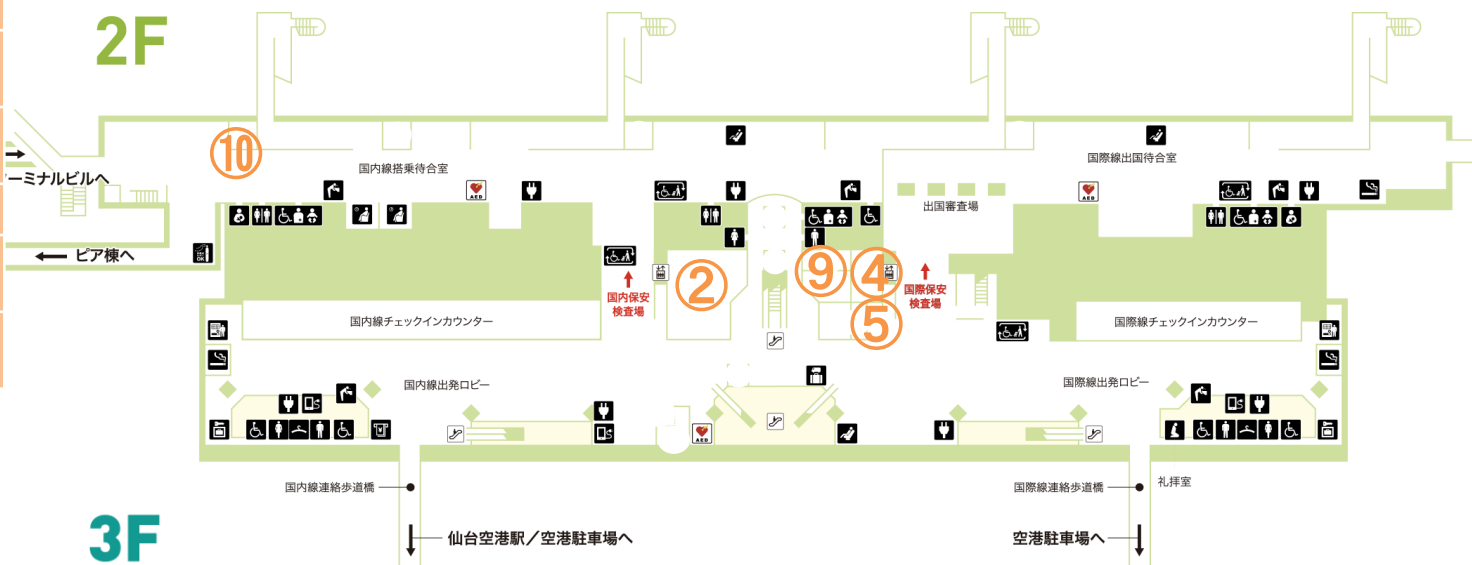 2F
⑩
国内線搭乗待合室
国際線出国待合室
ーミナルビルへ
AED
AED
出国審査場
ピア棟へ
②
⑨
④
⑤
国内保安
検査場
国際保安
検査場
国内線チェックインカウンター
国際線チェックインカウンター
国内線出発ロビー
国際線出発ロビー
AED
国内線連絡歩道橋
国際線連絡歩道橋
礼拝室
3F
仙台空港駅／空港駐車場へ
空港駐車場へ